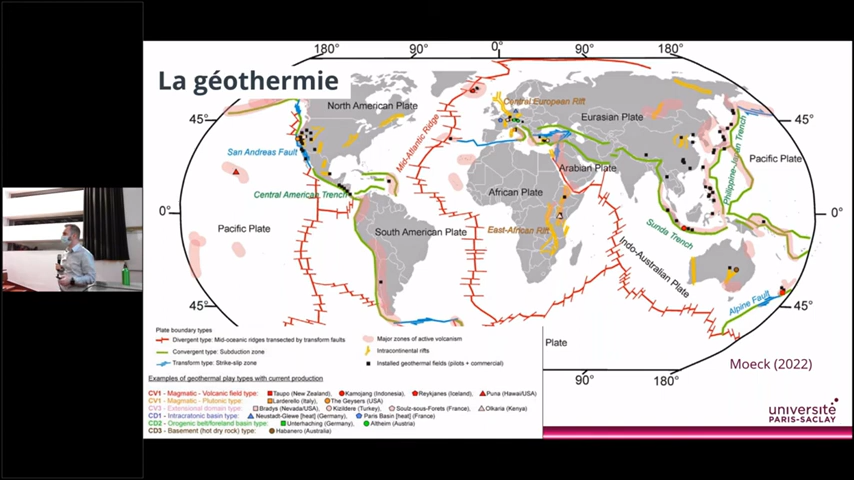 180°
90°
0°
90°
180°
La géothermie
Central European Rift
North American Plate
Eurasian Plate
45°
45°
Mid-Atlantic Ridge
San Andreas Fault
Pacific Plate
Arabian Plate
Central American Trench
African Plate
Philippine-Japan Trench
0°
0°
Pacific Plate
South American Plate
East-African Rift
Sunda Trench
Indo-Australian Plate
45°
45°
Alpine Fault
Plate boundary types
Divergent type: Mid-oceanic ridges transected by transform faults
Convergent type: Subduction zone
Transform type: Strike-slip zone
Major zones of active volcanism
Intracontinental rifts
Installed geothermal fields (pilots + commercial)
Plate
Moeck (2022)
90°
180°
Examples of geothermal play types with current production
CV1 - Magmatic - Volcanic field type: Taupo (New Zealand), Kamojang (Indonesia), Reykjanes (Iceland), Puna (Hawai/USA)
CV1 - Magmatic - Plutonic type: Larderello (Italy), The Geysers (USA)
CV3 - Extensional domain type: Bradys (Nevada/USA), Kizildere (Turkey), Soulz-sous-Forets (France), Olkaria (Kenya)
CD1 - Intracratonic basin type: Neustadt-Glewe [heat] (Germany), Paris Basin [heat] (France)
CD2 - Orogenic belt/foreland basin type: Unterhaching (Germany), Altheim (Austria)
CD3 - Basement (hot dry rock) type: Habanero (Australia)
université
PARIS-SACLAY